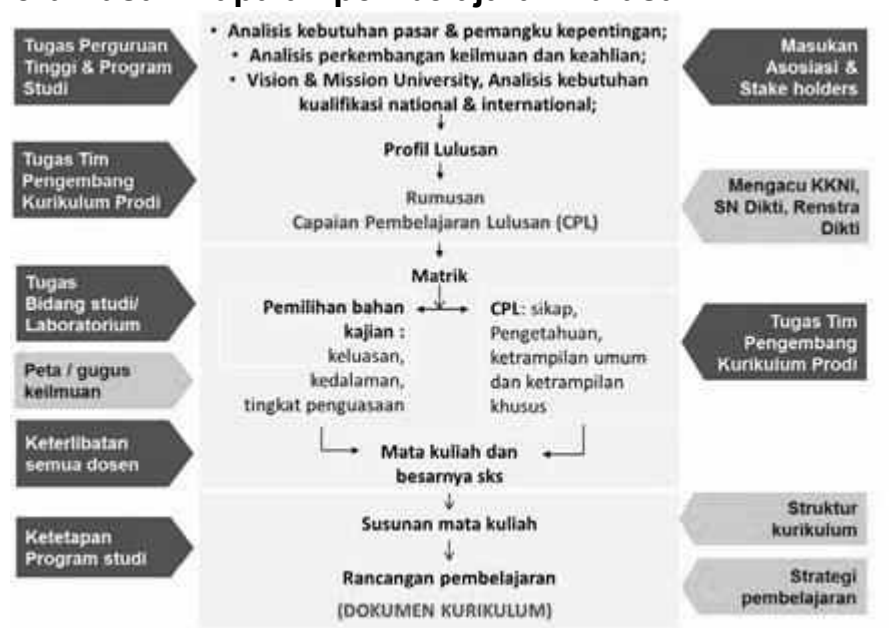 Tugas Perguruan
Tinggi & Program
Studi
• Analisis kebutuhan pasar & pemangku kepentingan;
• Analisis perkembangan keilmuan dan keahlian;
• Vision & Mission University, Analisis kebutuhan
kualifikasi national & international;
Masukan
Asosiasi &
Stake holders
Profil Lulusan
Tugas Tim
Pengembang
Kurikulum Prodi
Rumusan
Capaian Pembelajaran Lulusan (CPL)
Mengacu KKNI,
SN Dikti, Renstra
Dikti
Matrik
Tugas
Bidang studi/
Laboratorium
Pemilihan bahan
kajian :
keluasan,
kedalaman,
tingkat penguasaan
CPL: sikap,
Pengetahuan,
ketrampilan umum
dan ketrampilan
khusus
Tugas Tim
Pengembang
Kurikulum Prodi
Peta / gugus
keilmuan
Keterlibatan
semua dosen
Mata kuliah dan
besarnya sks
Susunan mata kuliah
Struktur
kurikulum
Ketetapan
Program studi
Rancangan pembelajaran
(DOKUMEN KURIKULUM)
Strategi
pembelajaran